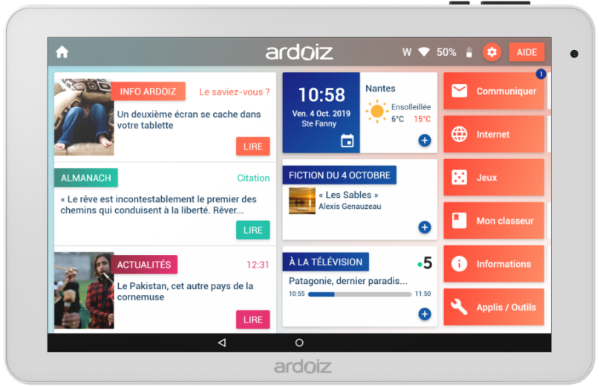 ardoiz
W 50% AIDE
INFO ARDOIZ
Le saviez-vous ?
Un deuxième écran se cache dans
votre tablette
LIRE
ALMANACH
Citation
« Le rêve est incontestablement le premier des
chemins qui conduisent à la liberté. Rêver...
LIRE
ACTUALITÉS
12:31
Le Pakistan, cet autre pays de la
cornemuse
LIRE
10:58
Ven. 4 Oct. 2019
Ste Fanny
Nantes
Ensolleillée
6°C 15°C
FICTION DU 4 OCTOBRE
« Les Sables »
Alexis Genauzeau
À LA TÉLÉVISION
5
Patagonie, dernier paradis...
10:55 11:50
1
Communiquer
Internet
Jeux
Mon classeur
Informations
Applis / Outils
ardoiz